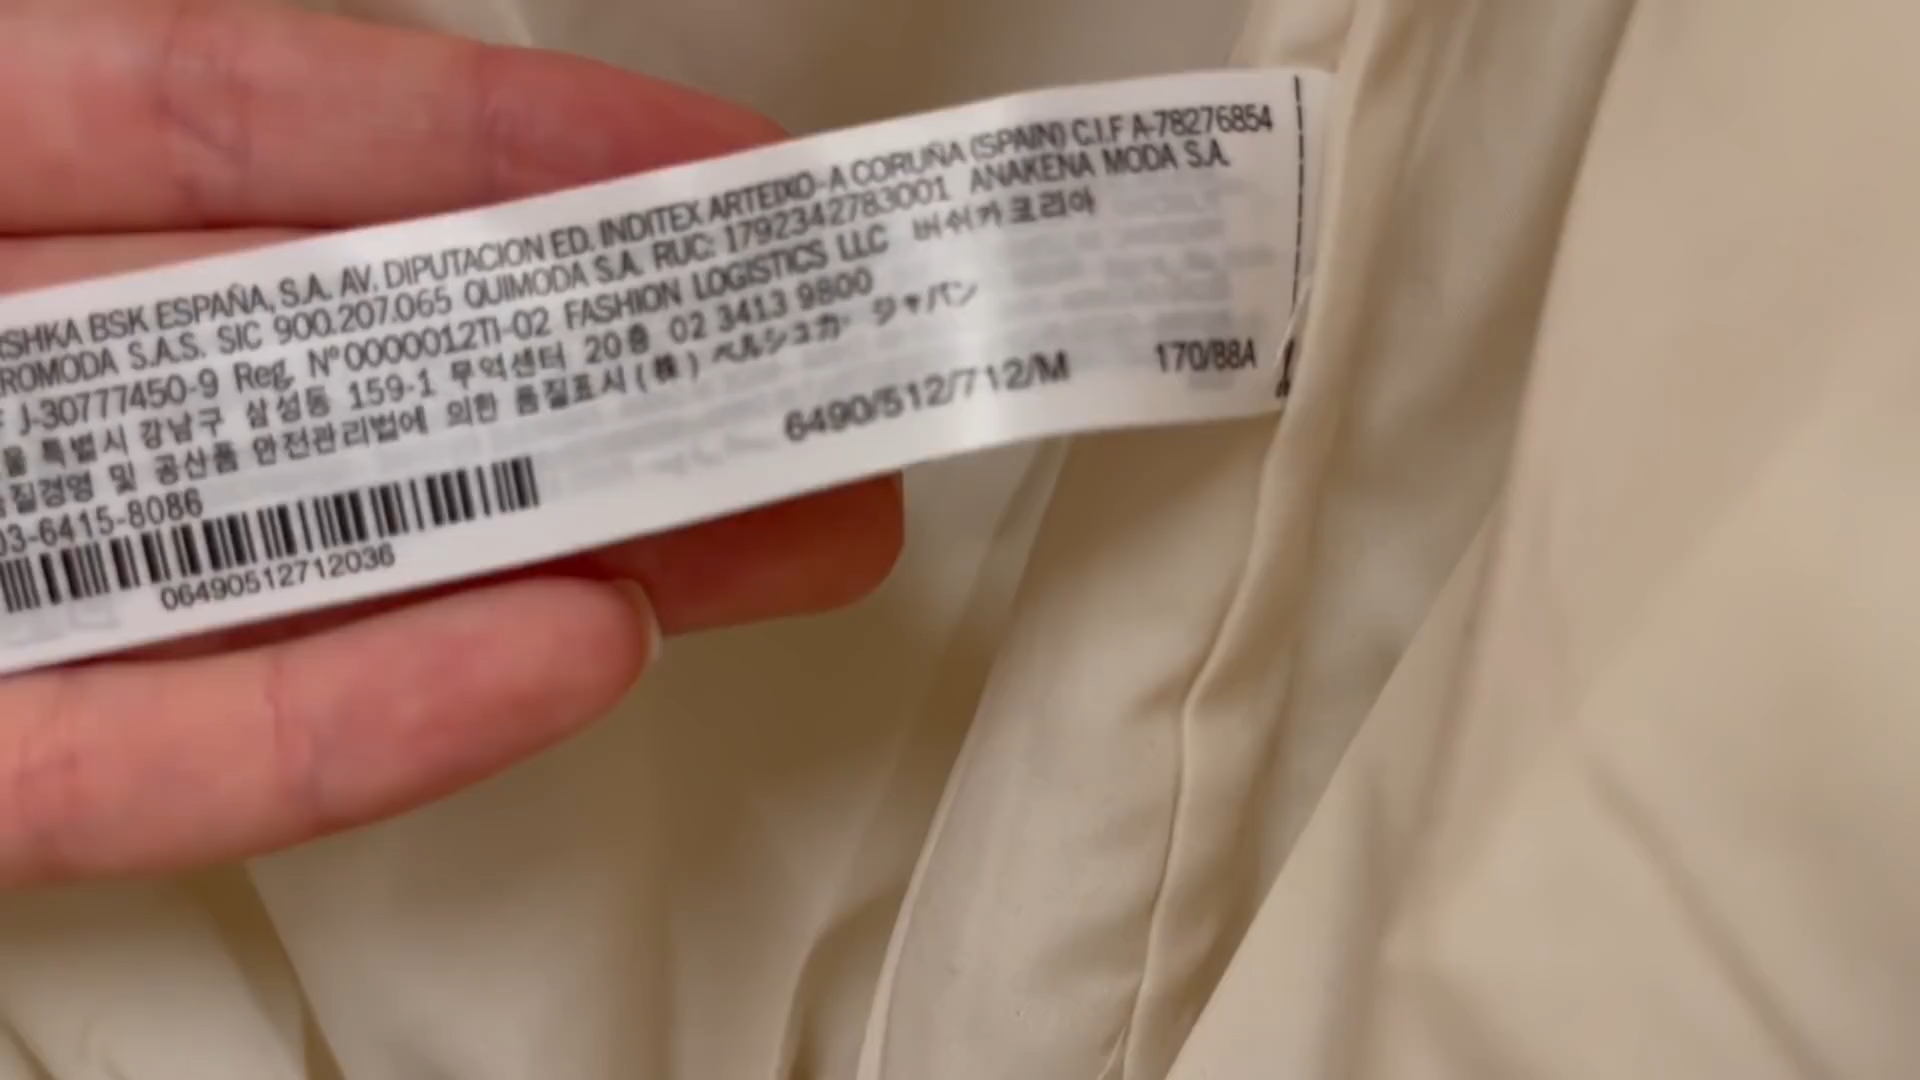 RSHKA BSK ESPAÑA, S.A. AV. DIPUTACION ED. INDITEX ARTEIXO-A CORUÑA (SPAIN) C.I.F A-78276854
ROMODA S.A.S. SIC 900.207.065 QUIMODA S.A. RUC: 1792342783001 ANAKENA MODA S.A.
J-30777450-9 Reg. Nº0000012TI-02 FASHION LOGISTICS LLC 버쉬카코리아
울 특별시 강남구 삼성동 159-1 무역센터 20층 02 3413 9800
질경영 및 공산품 안전관리법에 의한 품질표시 (株) ベルシュカ ジャパン
03-6415-8086
6490/512/712/M
170/88A
06490512712036